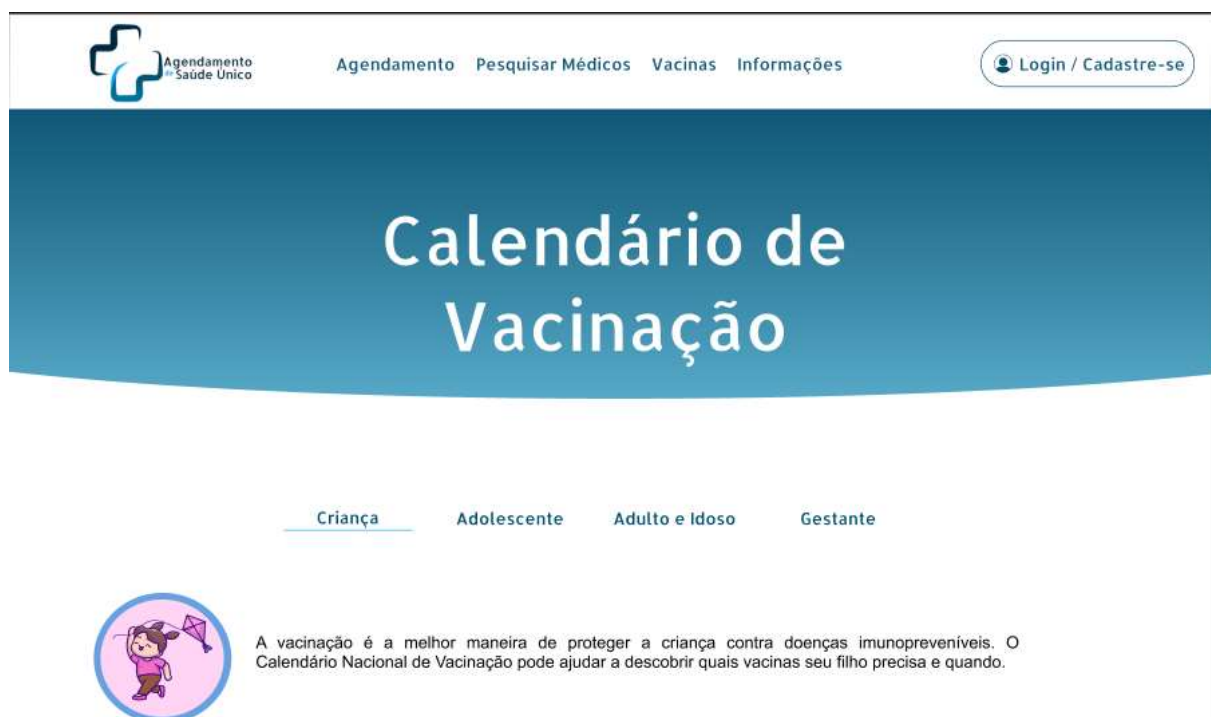 Agendamento
de Saúde Único
Agendamento Pesquisar Médicos Vacinas Informações
Login / Cadastre-se
Calendário de
Vacinação
Criança Adolescente Adulto e Idoso Gestante
A vacinação é a melhor maneira de proteger a criança contra doenças imunopreveníveis. O
Calendário Nacional de Vacinação pode ajudar a descobrir quais vacinas seu filho precisa e quando.